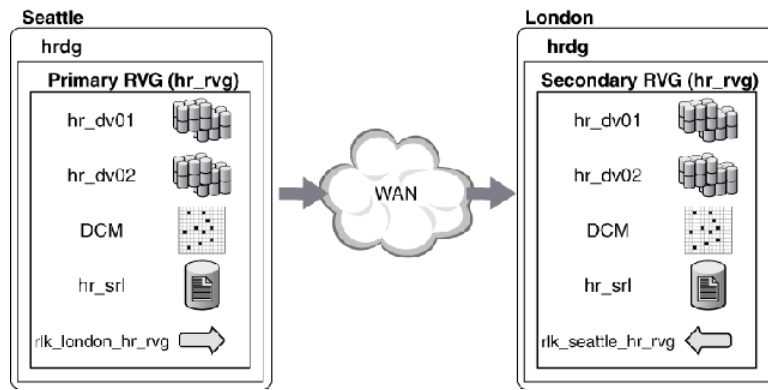 Seattle
hrdg
Primary RVG (hr_rvg)
hr_dv01
hr_dv02
DCM
hr_srl
rlk_london_hr_rvg
WAN
London
hrdg
Secondary RVG (hr_rvg)
hr_dv01
hr_dv02
DCM
hr_srl
rlk_seattle_hr_rvg